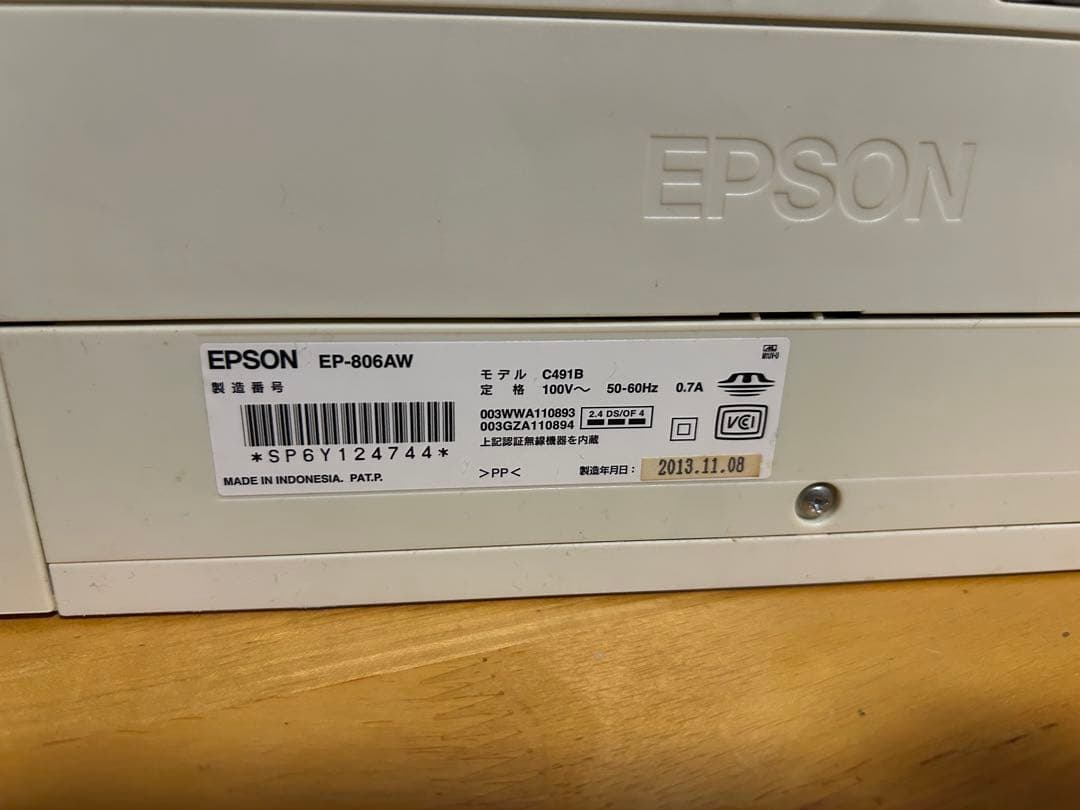 EPSON
EPSON EP-806AW
製造番号
*SP6Y124744*
MADE IN INDONESIA. PAT.P.
モデル C491B
定格 100V～ 50-60Hz 0.7A
003WWA110893
003GZA110894
2.4 DS/OF 4
上記認証無線機器を内蔵
>PP<
製造年月日：2013.11.08
VCI